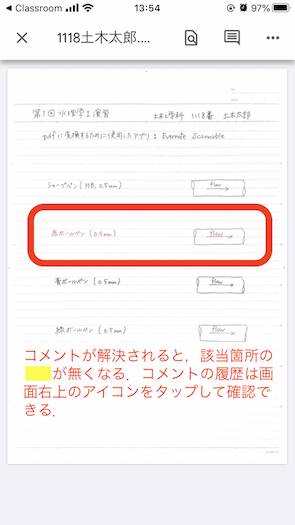 Classroom 13:54 97%
1118土木太郎....
第1回水理学I演習 土木工学科 1118番 土木太郎
pdfに変換するために使用したアプリ : Evernote Scannable
シャープペン (HB, 0.5mm) flow
赤ボールペン (0.5mm) flow
青ボールペン (0.5mm) flow
緑ボールペン (0.5mm) flow
コメントが解決されると，該当箇所の
が無くなる．コメントの履歴は画
面右上のアイコンをタップして確認で
きる．